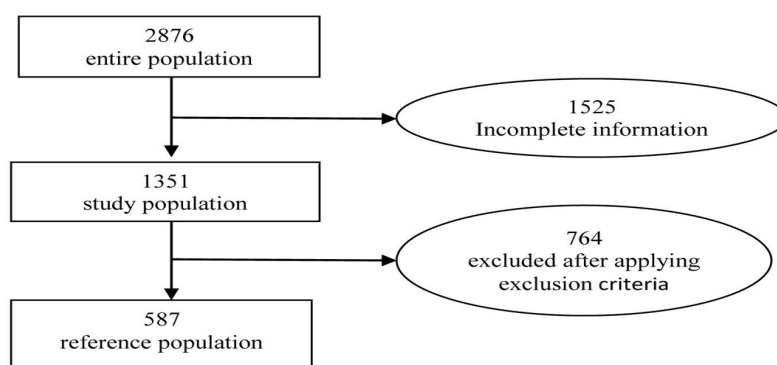 2876
entire population
1525
Incomplete information
1351
study population
764
excluded after applying
exclusion criteria
587
reference population